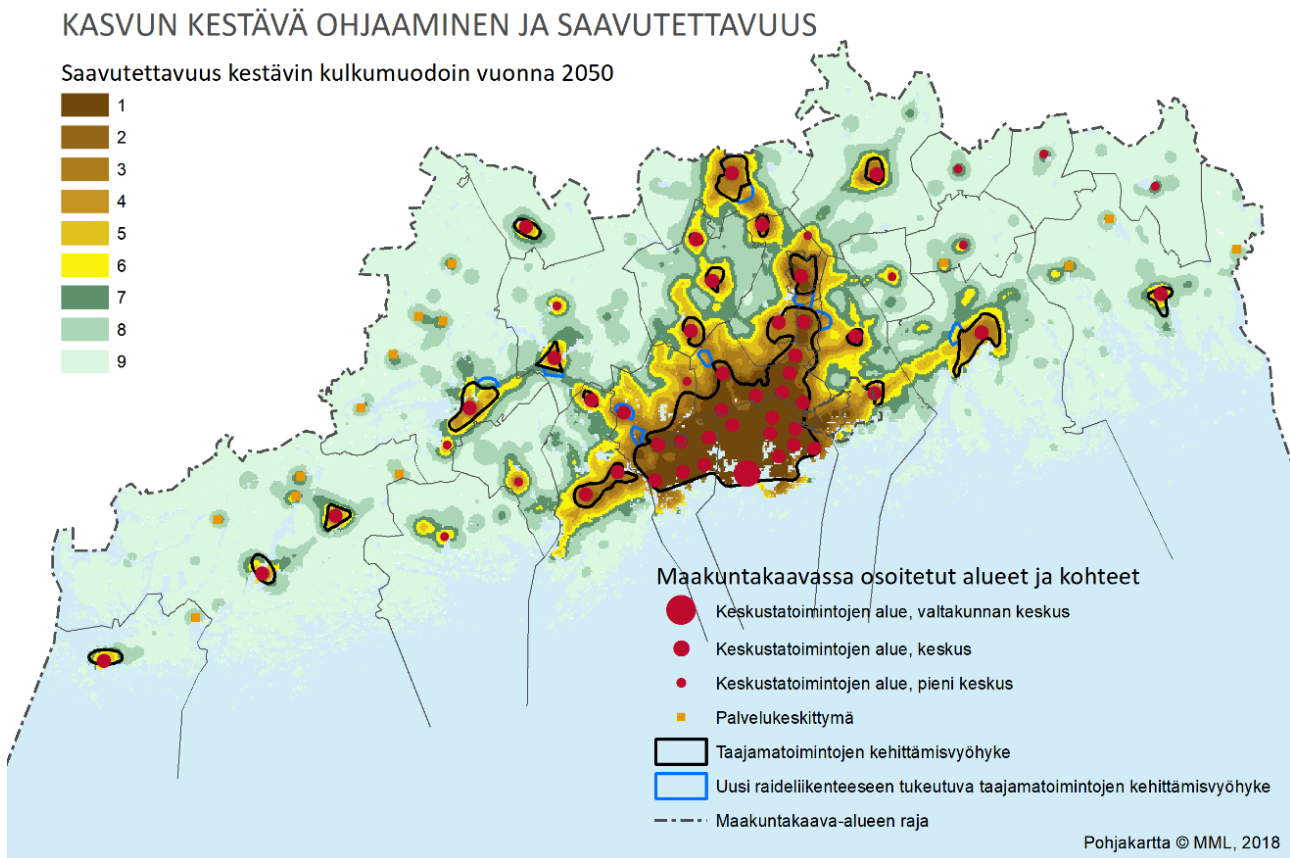 KASVUN KESTÄVÄ OHJAAMINEN JA SAAVUTETTAVUUS
Saavutettavuus kestävin kulkumuodoin vuonna 2050
1
2
3
4
5
6
7
8
9
Maakuntakaavassa osoitetut alueet ja kohteet
Keskustatoimintojen alue, valtakunnan keskus
Keskustatoimintojen alue, keskus
Keskustatoimintojen alue, pieni keskus
Palvelukeskittymä
Taajamatoimintojen kehittämisvyöhyke
Uusi raideliikenteeseen tukeutuva taajamatoimintojen kehittämisvyöhyke
Maakuntakaava-alueen raja
Pohjakartta © MML, 2018